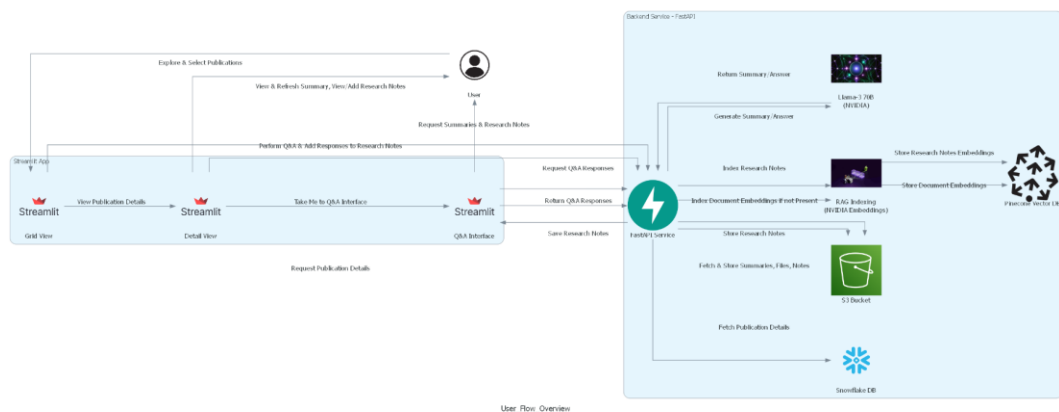 Backend Service - FastAPI
Explore & Select Publications
View & Refresh Summary, View/Add Research Notes
User
Return Summary/Answer
Llama-3 70B
(NVIDIA)
Generate Summary/Answer
Request Summaries & Research Notes
Perform Q&A & Add Responses to Research Notes
Streamlit App
Request Q&A Responses
Index Research Notes
Store Research Notes Embeddings
Streamlit
View Publication Details
Streamlit
Take Me to Q&A Interface
Streamlit
Return Q&A Responses
Index Document Embeddings if not Present
RAG Indexing
(NVIDIA Embeddings)
Store Document Embeddings
Pinecone Vector DB
Grid View
Detail View
Q&A Interface
Save Research Notes
FastAPI Service
Store Research Notes
Request Publication Details
Fetch & Store Summaries, Files, Notes
S3 Bucket
Fetch Publication Details
Snowflake DB
User Flow Overview